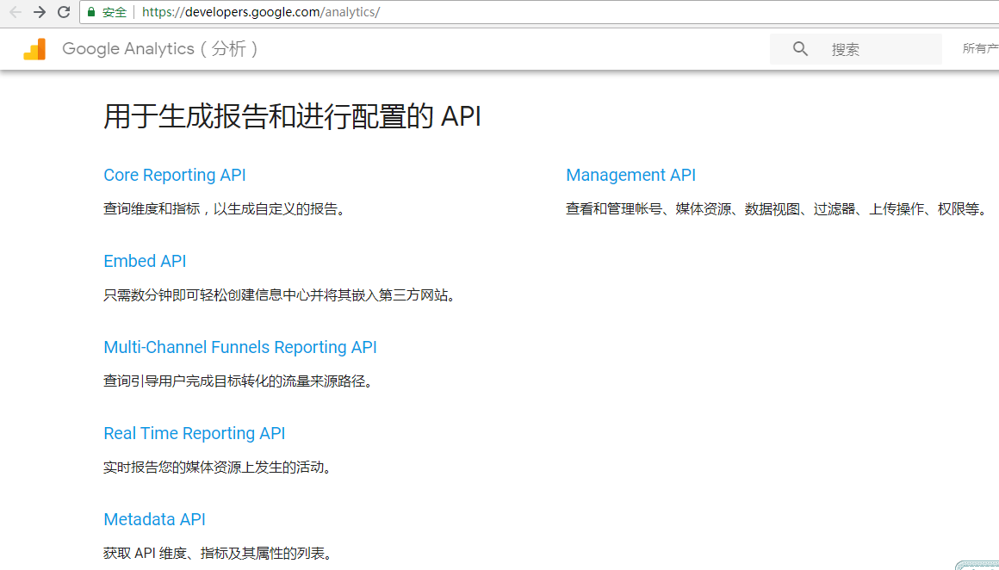 安全 https://developers.google.com/analytics/
Google Analytics ( 分析 )
搜索
所有产
用于生成报告和进行配置的 API
Core Reporting API
查询维度和指标，以生成自定义的报告。
Management API
查看和管理帐号、媒体资源、数据视图、过滤器、上传操作、权限等。
Embed API
只需数分钟即可轻松创建信息中心并将其嵌入第三方网站。
Multi-Channel Funnels Reporting API
查询引导用户完成目标转化的流量来源路径。
Real Time Reporting API
实时报告您的媒体资源上发生的活动。
Metadata API
获取 API 维度、指标及其属性的列表。